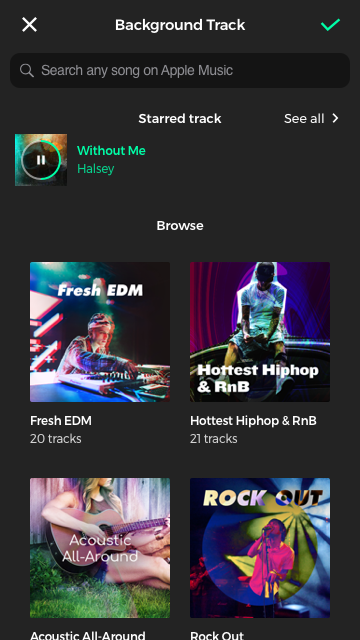 Background Track
Search any song on Apple Music
Starred track
See all
Without Me
Halsey
Browse
Fresh EDM
Hottest Hiphop
& RnB
Fresh EDM
20 tracks
Hottest Hiphop & RnB
21 tracks
Acoustic
All-Around
ROCK OUT
Acoustic All-Around
Rock Out